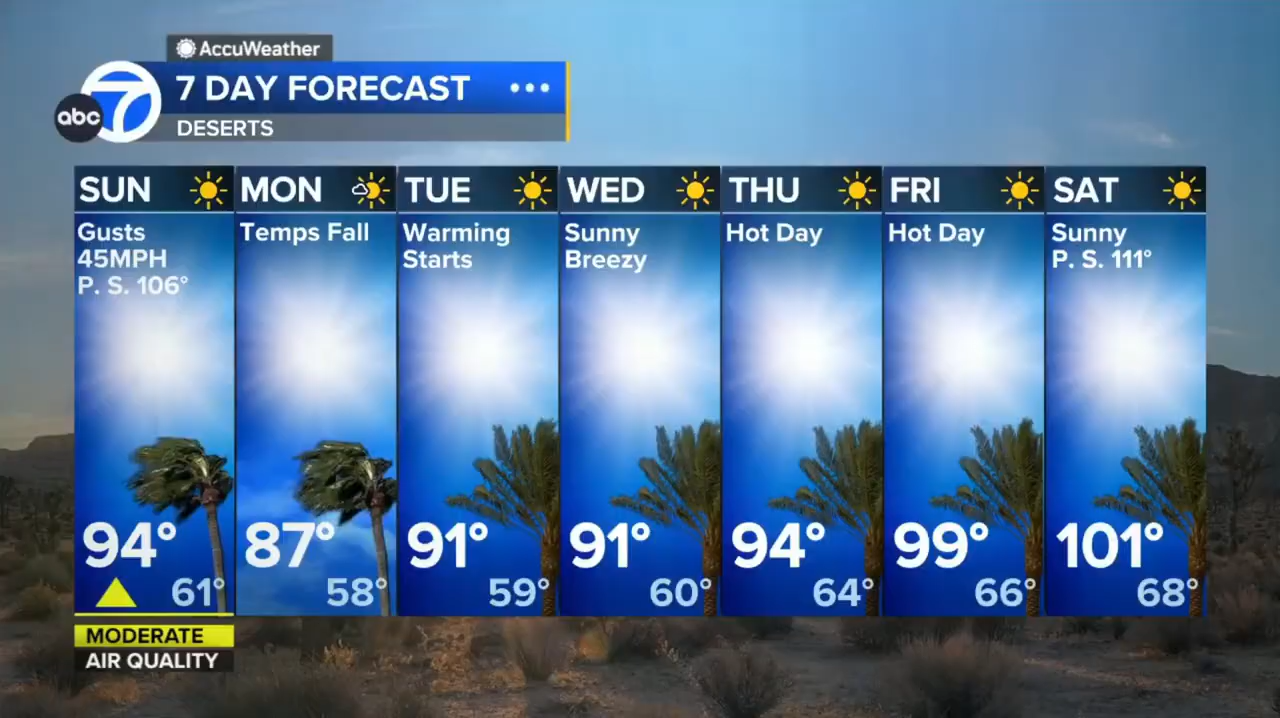 AccuWeather
abc 7
7 DAY FORECAST
DESERTS
SUN
Gusts
45MPH
P. S. 106°
94°
61°
MODERATE
AIR QUALITY
MON
Temps Fall
87°
58°
TUE
Warming
Starts
91°
59°
WED
Sunny
Breezy
91°
60°
THU
Hot Day
94°
64°
FRI
Hot Day
99°
66°
SAT
Sunny
P. S. 111°
101°
68°